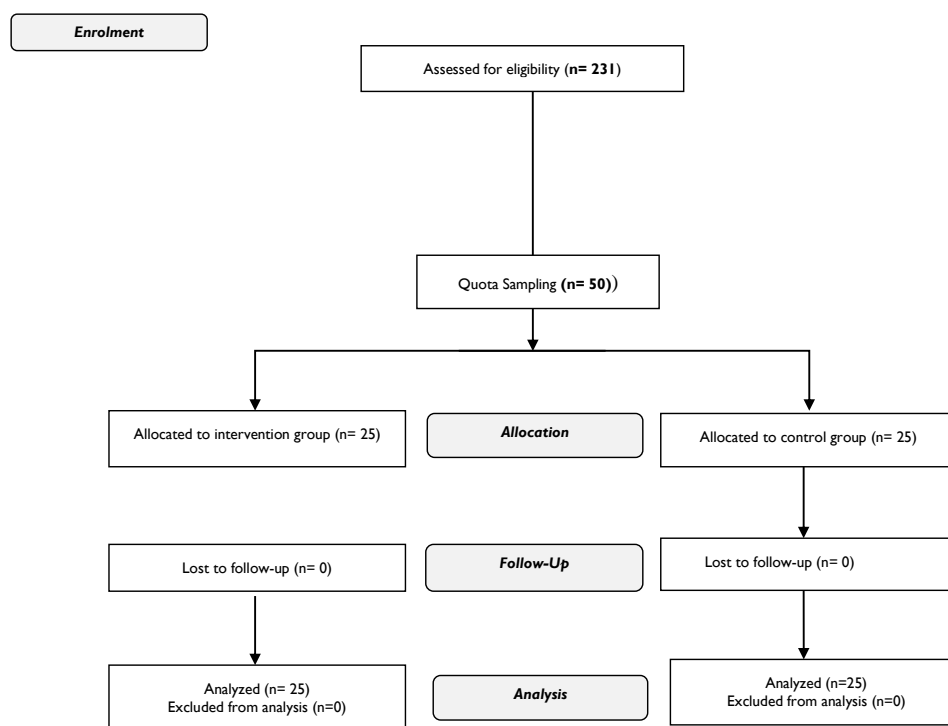 Enrolment
Assessed for eligibility (n= 231)
Quota Sampling (n= 50))
Allocated to intervention group (n= 25)
Allocation
Allocated to control group (n= 25)
Lost to follow-up (n= 0)
Follow-Up
Lost to follow-up (n= 0)
Analyzed (n= 25)
Excluded from analysis (n=0)
Analysis
Analyzed (n=25)
Excluded from analysis (n=0)